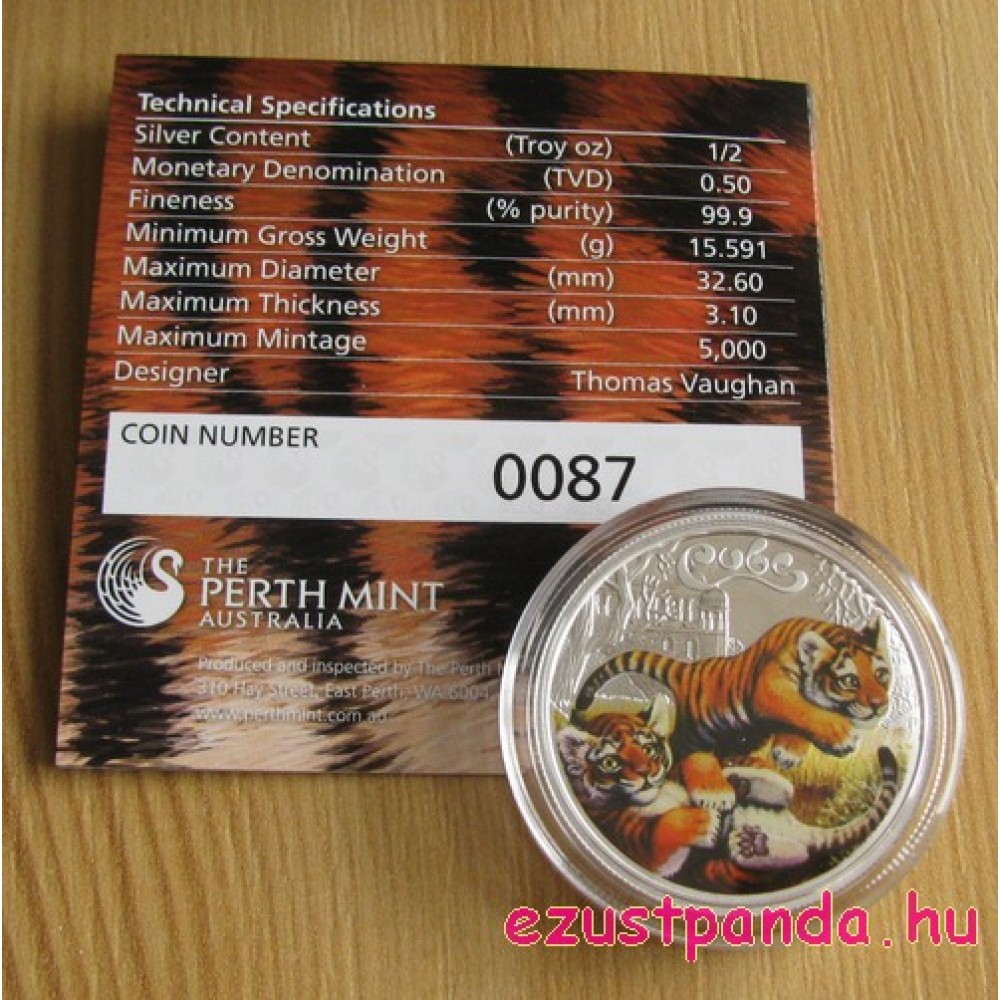 Technical Specifications
Silver Content (Troy oz) 1/2
Monetary Denomination (TVD) 0.50
Fineness (% purity) 99.9
Minimum Gross Weight (g) 15.591
Maximum Diameter (mm) 32.60
Maximum Thickness (mm) 3.10
Maximum Mintage 5,000
Designer Thomas Vaughan
COIN NUMBER
0087
THE
PERTH MINT
AUSTRALIA
Produced and inspected by The Perth
310 Hay Street, East Perth, WA 6004
www.perthmint.com.au
Cubs
ezustpanda.hu